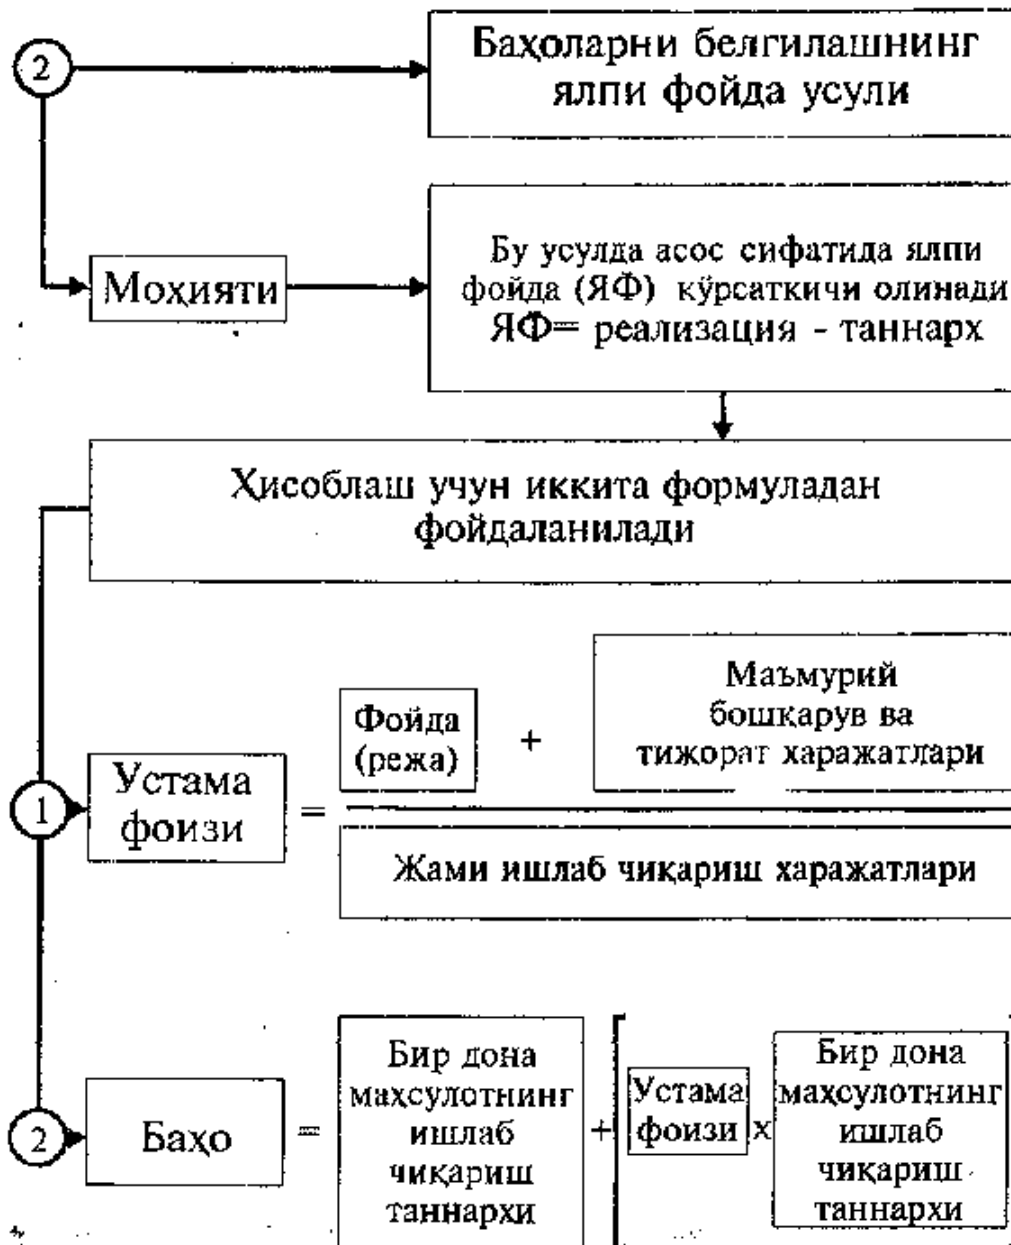 2
Баҳоларни белгилашнинг
ялпи фойда усули
Моҳияти
Бу усулда асос сифатида ялпи
фойда (ЯФ) кўрсаткичи олинади
ЯФ= реализация - таннарх
Ҳисоблаш учун иккита формуладан
фойдаланилади
1
Устама
фоизи
=
Фойда
(режа)
+
Маъмурий
бошқарув ва
тижорат харажатлари
Жами ишлаб чиқариш харажатлари
2
Баҳо
=
Бир дона
маҳсулотнинг
ишлаб
чиқариш
таннархи
+
Устама
фоизи
x
Бир дона
маҳсулотнинг
ишлаб
чиқариш
таннархи